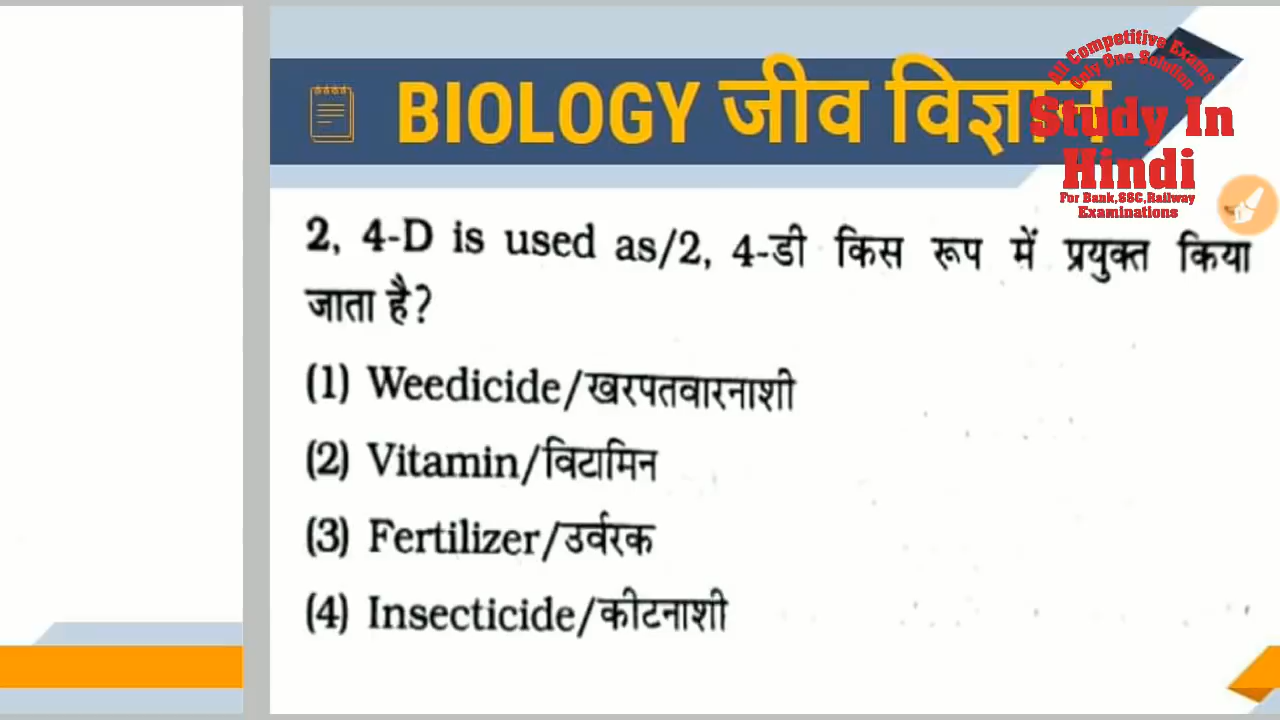 BIOLOGY जीव विज्ञान
All Competitive Exams
Only One Solution
Study In
Hindi
For Bank,SSC,Railway
Examinations
2, 4-D is used as/2, 4-डी किस रूप में प्रयुक्त किया
जाता है?
(1) Weedicide/खरपतवारनाशी
(2) Vitamin/विटामिन
(3) Fertilizer/उर्वरक
(4) Insecticide/कीटनाशी